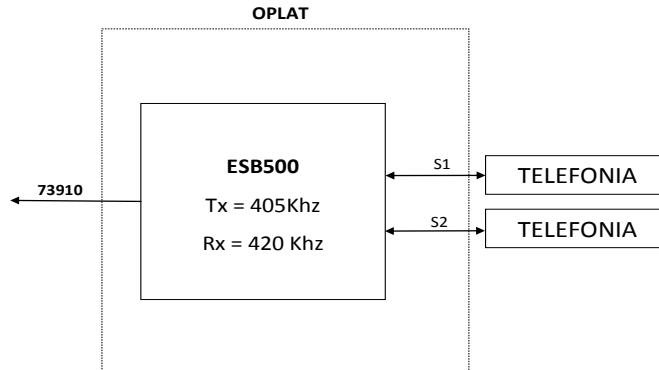 OPLAT
ESB500
Tx = 405Khz
Rx = 420 Khz
73910
S1
TELEFONIA
S2
TELEFONIA